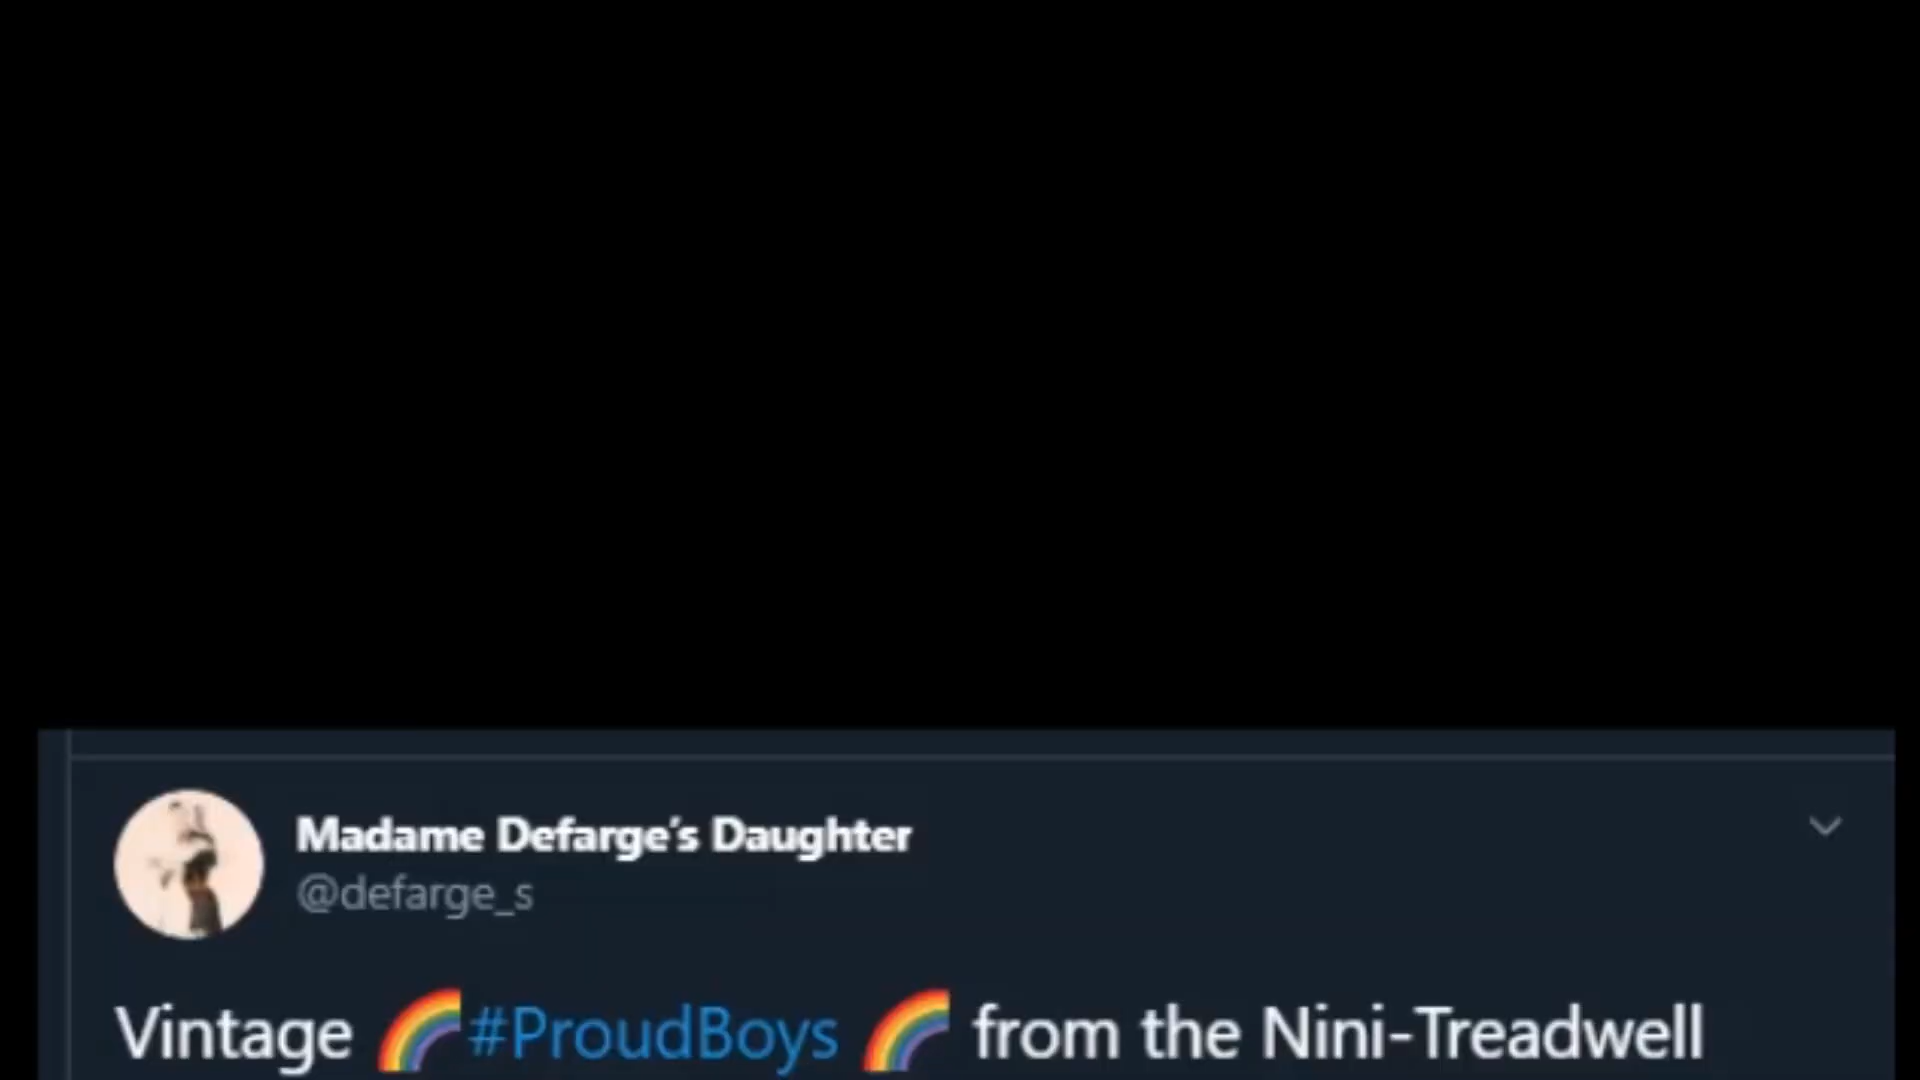 Madame Defarge's Daughter
@defarge_s
Vintage 🌈#ProudBoys 🌈 from the Nini-Treadwell